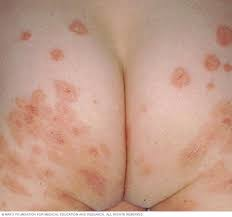 © MAYO FOUNDATION FOR MEDICAL EDUCATION AND RESEARCH. ALL RIGHTS RESERVED.